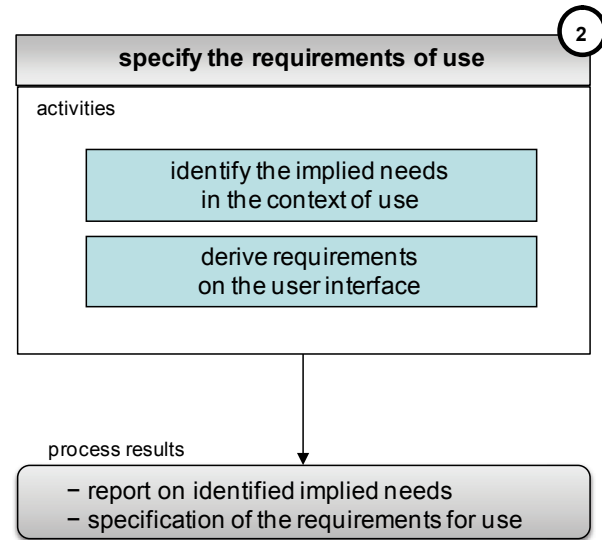 2
specify the requirements of use
activities
identify the implied needs
in the context of use
derive requirements
on the user interface
process results
− report on identified implied needs
− specification of the requirements for use